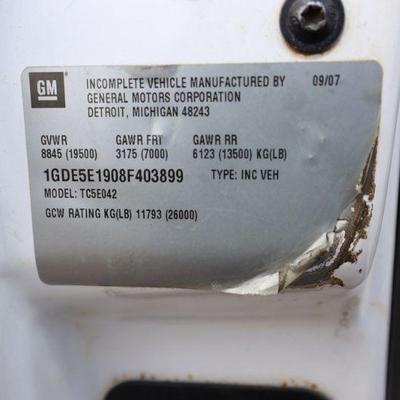 GM
INCOMPLETE VEHICLE MANUFACTURED BY 09/07
GENERAL MOTORS CORPORATION
DETROIT, MICHIGAN 48243
GVWR GAWR FRT GAWR RR
8845 (19500) 3175 (7000) 6123 (13500) KG(LB)
1GDE5E1908F403899 TYPE: INC VEH
MODEL: TC5E042
GCW RATING KG(LB) 11793 (26000)